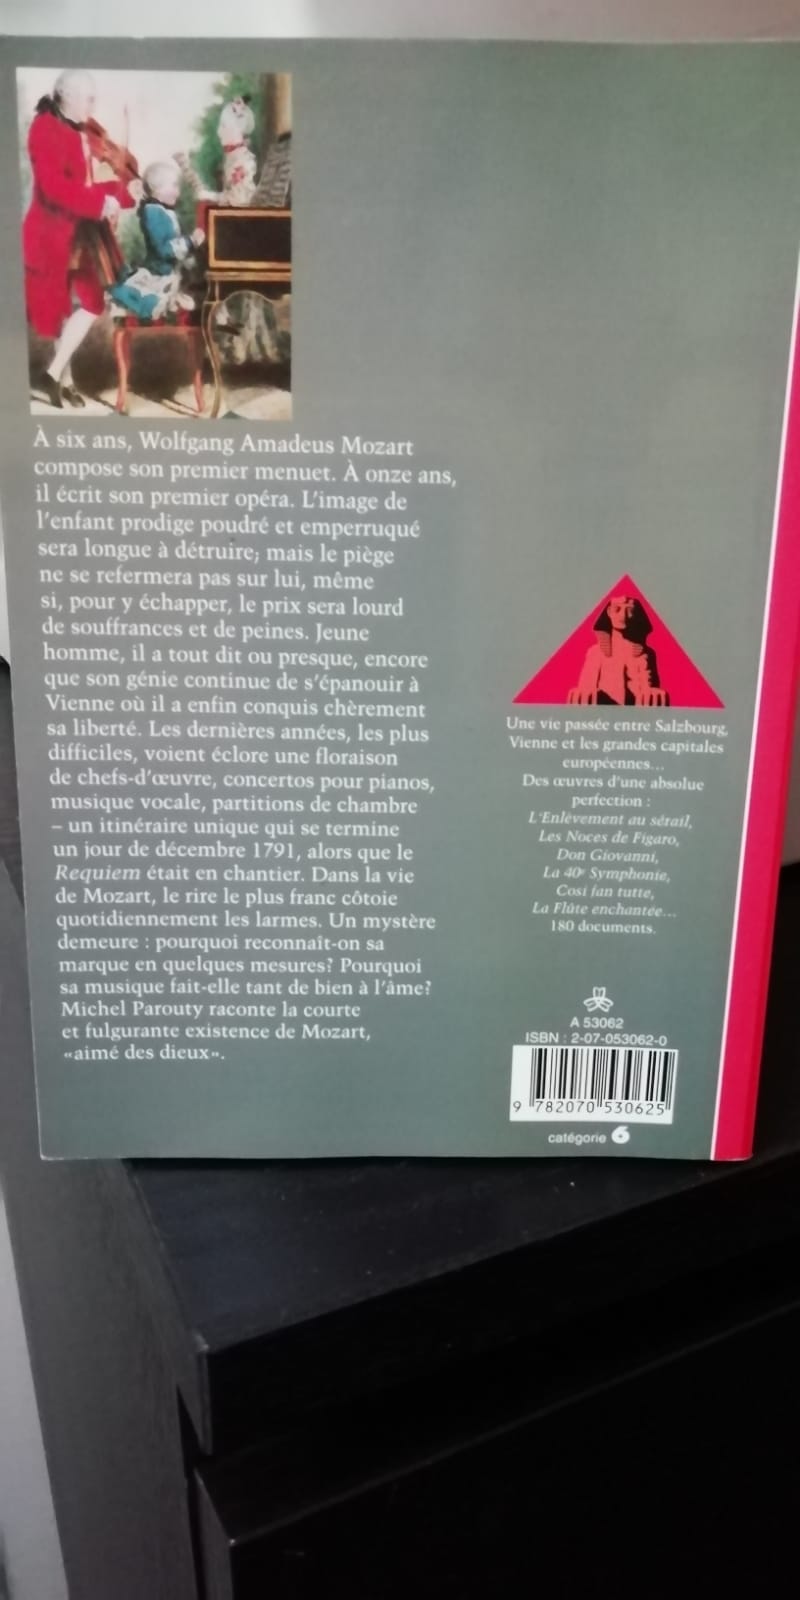 À six ans, Wolfgang Amadeus Mozart
compose son premier menuet. À onze ans,
il écrit son premier opéra. L'image de
l'enfant prodige poudré et emperruqué
sera longue à détruire; mais le piège
ne se refermera pas sur lui, même
si, pour y échapper, le prix sera lourd
de souffrances et de peines. Jeune
homme, il a tout dit ou presque, encore
que son génie continue de s'épanouir à
Vienne où il a enfin conquis chèrement
sa liberté. Les dernières années, les plus
difficiles, voient éclore une floraison
de chefs-d'œuvre, concertos pour pianos,
musique vocale, partitions de chambre
– un itinéraire unique qui se termine
un jour de décembre 1791, alors que le
Requiem était en chantier. Dans la vie
de Mozart, le rire le plus franc côtoie
quotidiennement les larmes. Un mystère
demeure : pourquoi reconnaît-on sa
marque en quelques mesures? Pourquoi
sa musique fait-elle tant de bien à l'âme?
Michel Parouty raconte la courte
et fulgurante existence de Mozart,
«aimé des dieux».
Une vie passée entre Salzbourg,
Vienne et les grandes capitales
européennes...
Des œuvres d'une absolue
perfection :
L'Enlèvement au sérail,
Les Noces de Figaro,
Don Giovanni,
La 40e Symphonie,
Cosi fan tutte,
La Flûte enchantée...
180 documents.
A 53062
ISBN : 2-07-053062-0
9 782070 530625
catégorie 6